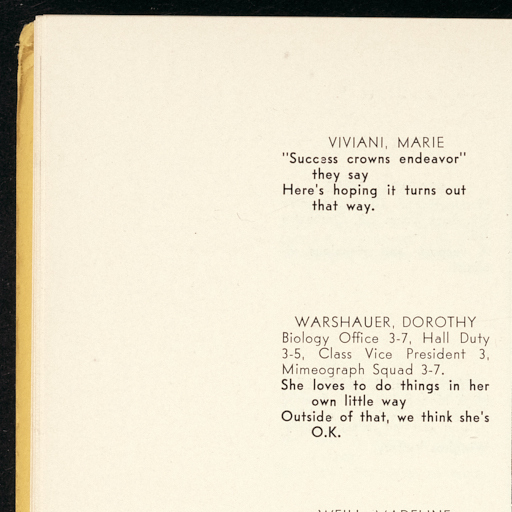 VIVIANI, MARIE
"Success crowns endeavor"
they say
Here's hoping it turns out
that way.
WARSHAUER, DOROTHY
Biology Office 3-7, Hall Duty
3-5, Class Vice President 3,
Mimeograph Squad 3-7.
She loves to do things in her
own little way
Outside of that, we think she's
O.K.